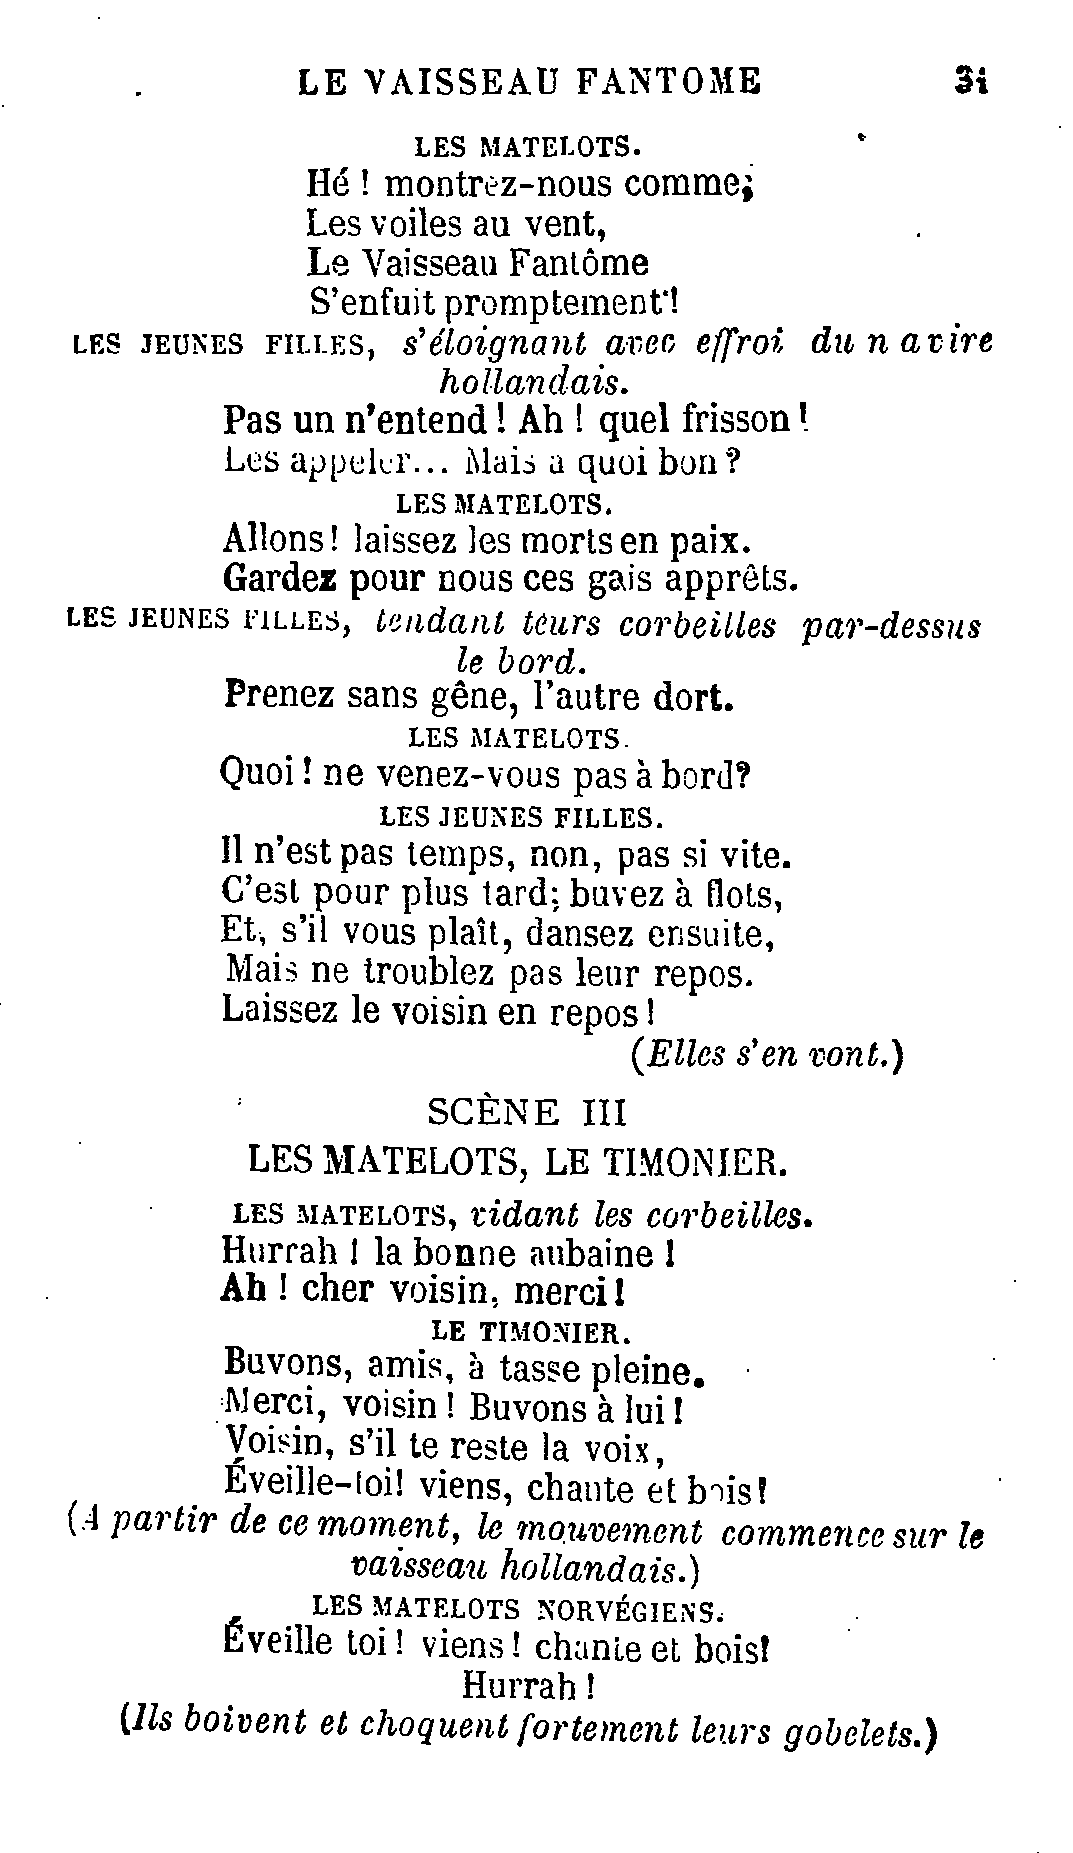 LE VAISSEAU FANTOME 31
LES MATELOTS.
Hé ! montrez-nous comme,
Les voiles au vent,
Le Vaisseau Fantôme
S'enfuit promptement !
LES JEUNES FILLES, s'éloignant avec effroi du navire
hollandais.
Pas un n'entend ! Ah ! quel frisson !
Les appeler... Mais à quoi bon ?
LES MATELOTS.
Allons ! laissez les morts en paix.
Gardez pour nous ces gais apprêts.
LES JEUNES FILLES, tendant leurs corbeilles par-dessus
le bord.
Prenez sans gêne, l'autre dort.
LES MATELOTS.
Quoi ! ne venez-vous pas à bord?
LES JEUNES FILLES.
Il n'est pas temps, non, pas si vite.
C'est pour plus tard; buvez à flots,
Et, s'il vous plaît, dansez ensuite,
Mais ne troublez pas leur repos.
Laissez le voisin en repos !
(Elles s'en vont.)
SCÈNE III
LES MATELOTS, LE TIMONIER.
LES MATELOTS, vidant les corbeilles.
Hurrah ! la bonne aubaine !
Ah ! cher voisin, merci !
LE TIMONIER.
Buvons, amis, à tasse pleine.
Merci, voisin ! Buvons à lui !
Voisin, s'il te reste la voix,
Éveille-toi! viens, chante et bois!
(A partir de ce moment, le mouvement commence sur le
vaisseau hollandais.)
LES MATELOTS NORVÉGIENS.
Éveille toi ! viens ! chante et bois!
Hurrah !
(Ils boivent et choquent fortement leurs gobelets.)